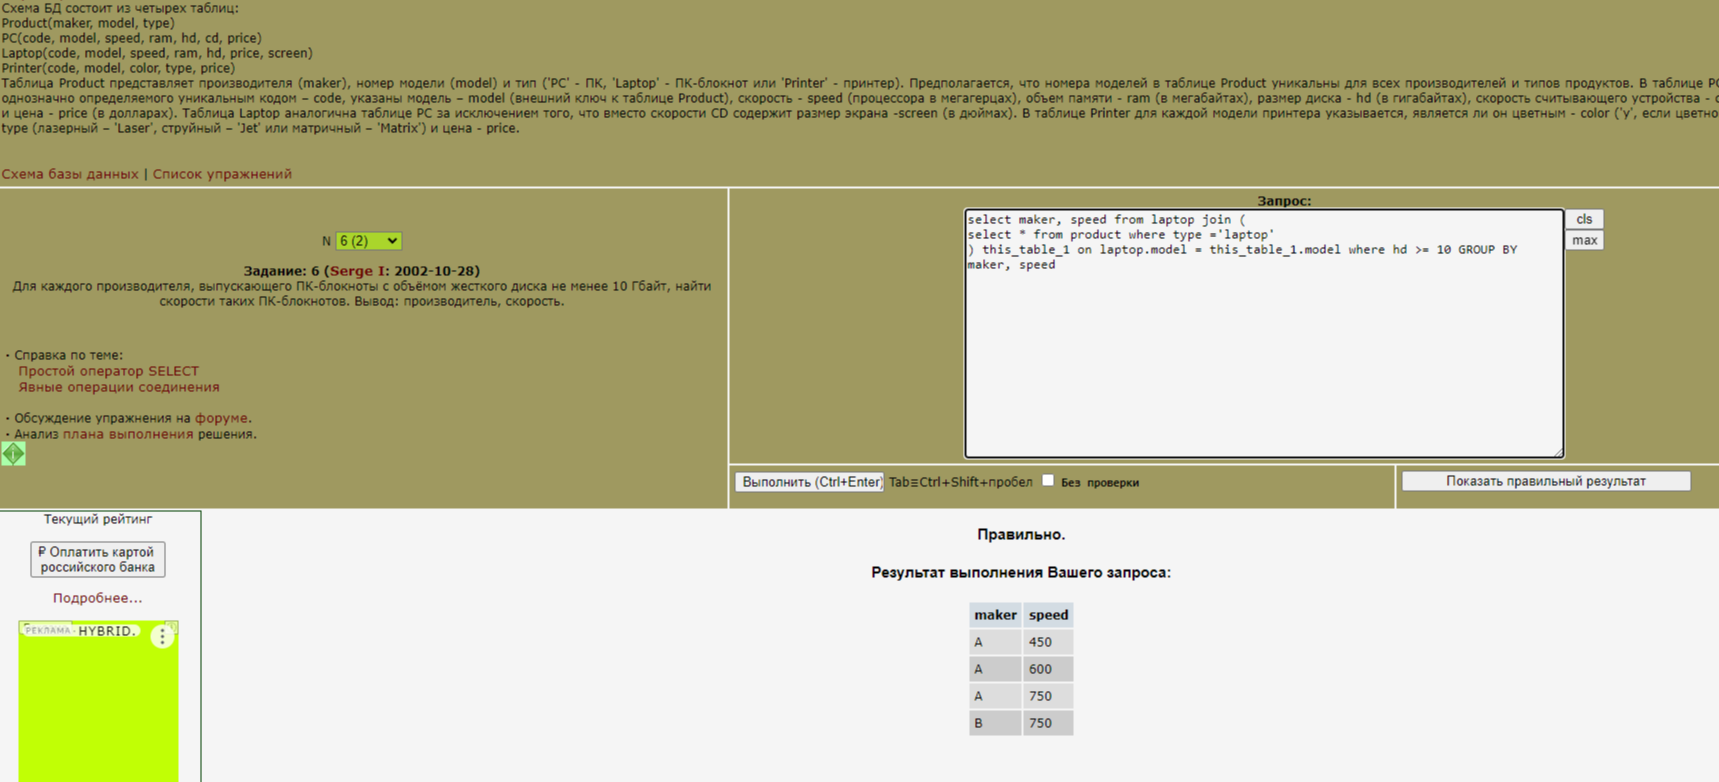 Схема БД состоит из четырех таблиц:
Product(maker, model, type)
PC(code, model, speed, ram, hd, cd, price)
Laptop(code, model, speed, ram, hd, price, screen)
Printer(code, model, color, type, price)
Таблица Product представляет производителя (maker), номер модели (model) и тип ('PC' - ПК, 'Laptop' - ПК-блокнот или 'Printer' - принтер). Предполагается, что номера моделей в таблице Product уникальны для всех производителей и типов продуктов. В таблице PC
однозначно определяемого уникальным кодом – code, указаны модель – model (внешний ключ к таблице Product), скорость - speed (процессора в мегагерцах), объем памяти - ram (в мегабайтах), размер диска - hd (в гигабайтах), скорость считывающего устройства -
и цена - price (в долларах). Таблица Laptop аналогична таблице РС за исключением того, что вместо скорости CD содержит размер экрана -screen (в дюймах). В таблице Printer для каждой модели принтера указывается, является ли он цветным - color ('y', если цветно
type (лазерный – 'Laser', струйный – 'Jet' или матричный – 'Matrix') и цена - price.
Схема базы данных | Список упражнений
N 6 (2)
Задание: 6 (Serge I: 2002-10-28)
Для каждого производителя, выпускающего ПК-блокноты c объёмом жесткого диска не менее 10 Гбайт, найти
скорости таких ПК-блокнотов. Вывод: производитель, скорость.
· Справка по теме:
Простой оператор SELECT
Явные операции соединения
· Обсуждение упражнения на форуме.
· Анализ плана выполнения решения.
Запрос:
select maker, speed from laptop join (
select * from product where type ='laptop'
) this_table_1 on laptop.model = this_table_1.model where hd >= 10 GROUP BY
maker, speed
cls
max
Выполнить (Ctrl+Enter) Tab≡Ctrl+Shift+пробел Без проверки
Показать правильный результат
Текущий рейтинг
₽ Оплатить картой
российского банка
Подробнее...
РЕКЛАМА · HYBRID.
Правильно.
Результат выполнения Вашего запроса:
maker speed
A 450
A 600
A 750
B 750